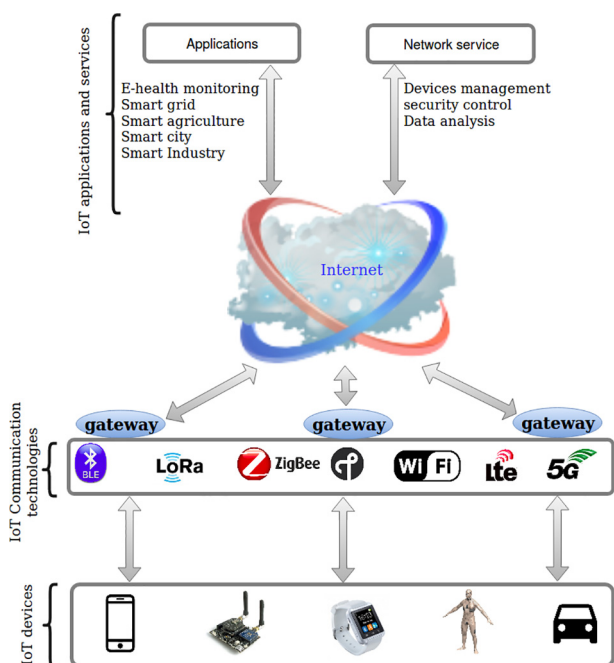 Applications
Network service
E-health monitoring
Smart grid
Smart agriculture
Smart city
Smart Industry
Devices management
security control
Data analysis
IoT applications and services
Internet
gateway
gateway
gateway
IoT Communication
technologies
BLE
LoRa
ZigBee
Wi Fi
Lte
5G
IoT devices